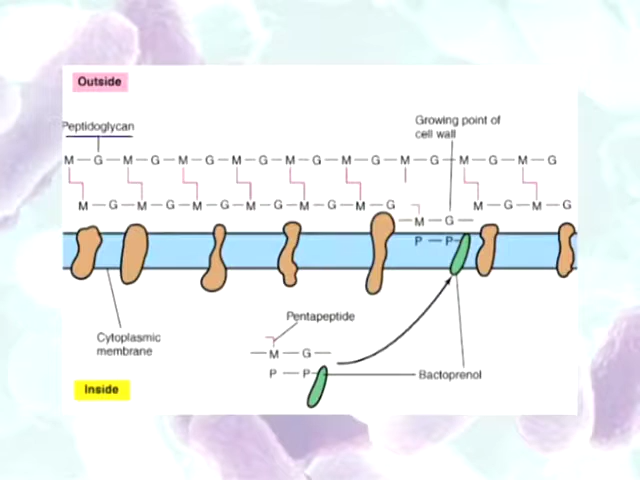 Outside
Growing point of
cell wall
Peptidoglycan
M — G — M — G — M — G — M — G — M — G — M — G — M — G — M — G — M — G
M — G — M — G — M — G — M — G — M — G — M — G
M — G — M — G
— M — G —
P — P
Pentapeptide
Cytoplasmic
membrane
— M — G —
P — P
Bactoprenol
Inside